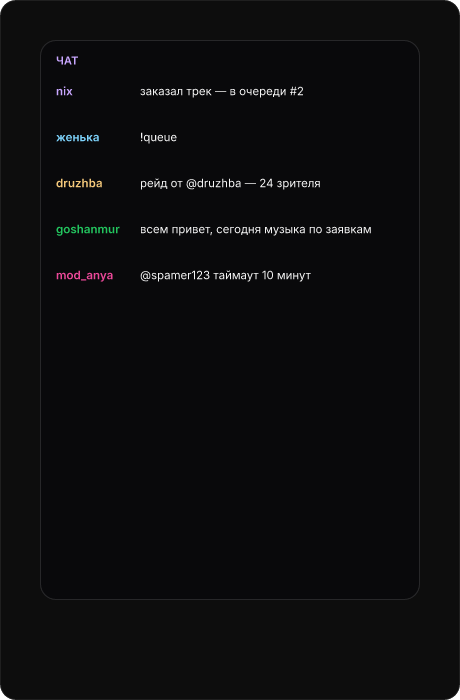 ЧАТ
nix заказал трек — в очереди #2
женька !queue
druzhba рейд от @druzhba — 24 зрителя
goshanmur всем привет, сегодня музыка по заявкам
mod_anya @spamer123 таймаут 10 минут